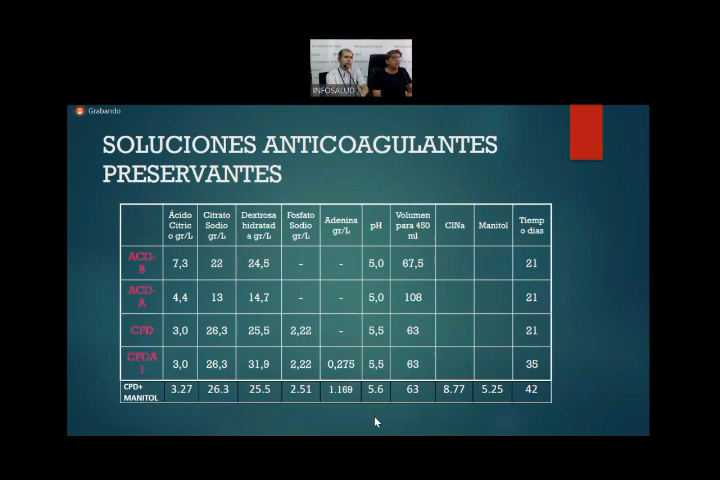 INFOSALUD
Grabando
SOLUCIONES ANTICOAGULANTES
PRESERVANTES
Ácido Citric o gr/L Citrato Sodio gr/L Dextrosa hidratad a gr/L Fosfato Sodio gr/L Adenina gr/L pH Volumen para 450 ml ClNa Manitol Tiemp o dias
ACD-B 7,3 22 24,5 - - 5,0 67,5 21
ACD-A 4,4 13 14,7 - - 5,0 108 21
CPD 3,0 26,3 25,5 2,22 - 5,5 63 21
CPDA 1 3,0 26,3 31,9 2,22 0,275 5,5 63 35
CPD+ MANITOL 3.27 26.3 25.5 2.51 1.169 5.6 63 8.77 5.25 42